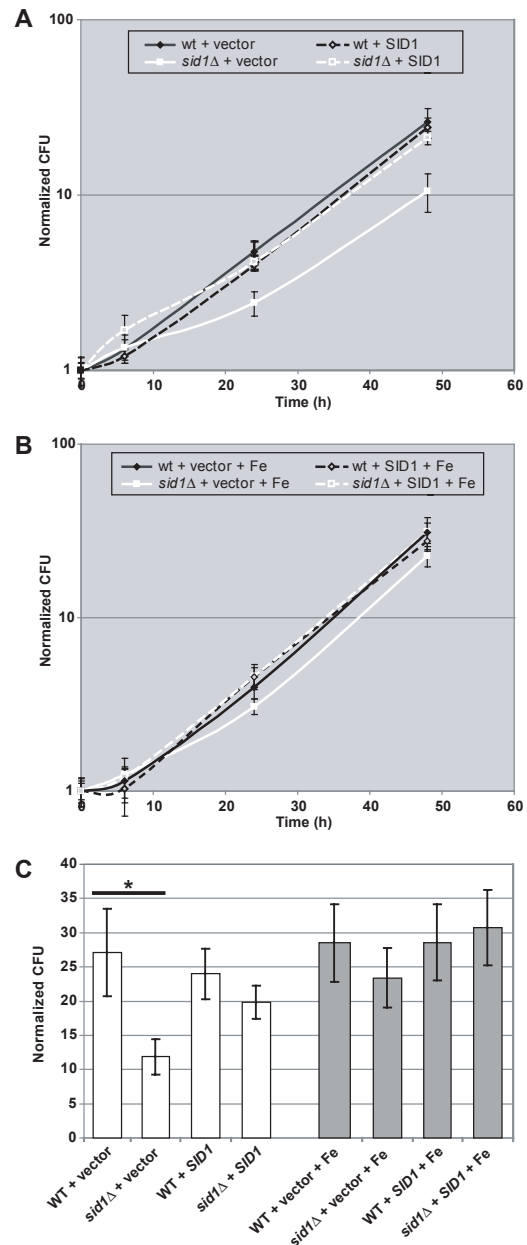 A
100
wt + vector
wt + SID1
sid1Δ + vector
sid1Δ + SID1
Normalized CFU
10
1
0 10 20 30 40 50 60
Time (h)
B
100
wt + vector + Fe
wt + SID1 + Fe
sid1Δ + vector + Fe
sid1Δ + SID1 + Fe
Normalized CFU
10
1
0 10 20 30 40 50 60
Time (h)
C
40
35
30
25
20
15
10
5
0
Normalized CFU
*
WT + vector
sid1Δ + vector
WT + SID1
sid1Δ + SID1
WT + vector + Fe
sid1Δ + vector + Fe
WT + SID1 + Fe
sid1Δ + SID1 + Fe